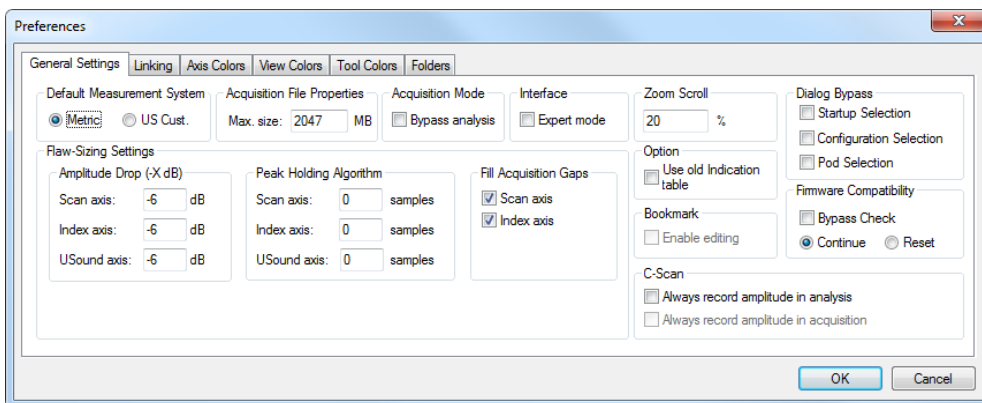 Preferences
x
General Settings Linking Axis Colors View Colors Tool Colors Folders
Default Measurement System Acquisition File Properties Acquisition Mode Interface Zoom Scroll Dialog Bypass
Metric US Cust. Max. size: 2047 MB Bypass analysis Expert mode 20 % Startup Selection
Configuration Selection
Pod Selection
Flaw-Sizing Settings Option
Amplitude Drop (-X dB) Peak Holding Algorithm Fill Acquisition Gaps Use old Indication
table
Scan axis: -6 dB Scan axis: 0 samples Scan axis Firmware Compatibility
Index axis: -6 dB Index axis: 0 samples Index axis Bookmark Bypass Check
Enable editing Continue Reset
USound axis: -6 dB USound axis: 0 samples
C-Scan
Always record amplitude in analysis
Always record amplitude in acquisition
OK Cancel